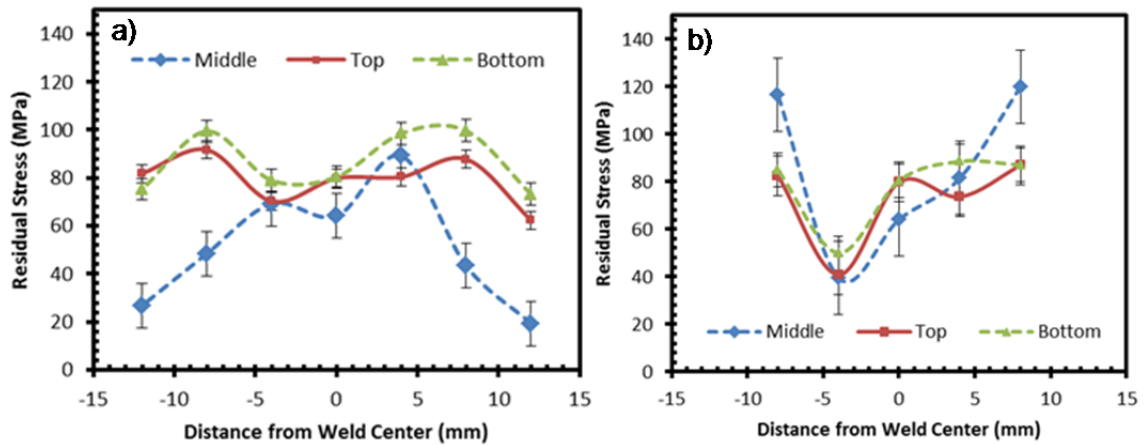 a)
Middle Top Bottom
Residual Stress (MPa)
140
120
100
80
60
40
20
0
-15 -10 -5 0 5 10 15
Distance from Weld Center (mm)
b)
Residual Stress (MPa)
140
120
100
80
60
40
20
0
Middle Top Bottom
-15 -10 -5 0 5 10 15
Distance from Weld Center (mm)